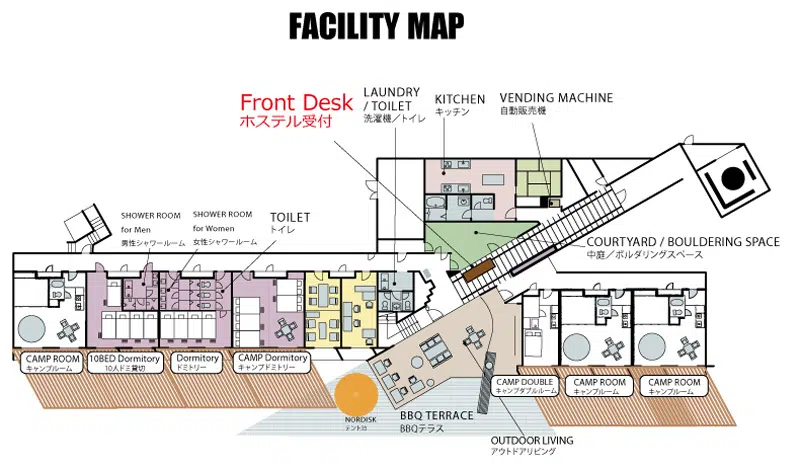 FACILITY MAP
Front Desk
ホステル受付
LAUNDRY
/ TOILET
洗濯機／トイレ
KITCHEN
キッチン
VENDING MACHINE
自動販売機
SHOWER ROOM
for Men
男性シャワールーム
SHOWER ROOM
for Women
女性シャワールーム
TOILET
トイレ
COURTYARD / BOULDERING SPACE
中庭／ボルダリングスペース
CAMP ROOM
キャンプルーム
10BED Dormitory
10人ドミ貸切
Dormitory
ドミトリー
CAMP Dormitory
キャンプドミトリー
NORDISK
BBQ TERRACE
BBQテラス
OUTDOOR LIVING
アウトドアリビング
CAMP DOUBLE
キャンプダブルルーム
CAMP ROOM
キャンプルーム
CAMP ROOM
キャンプルーム